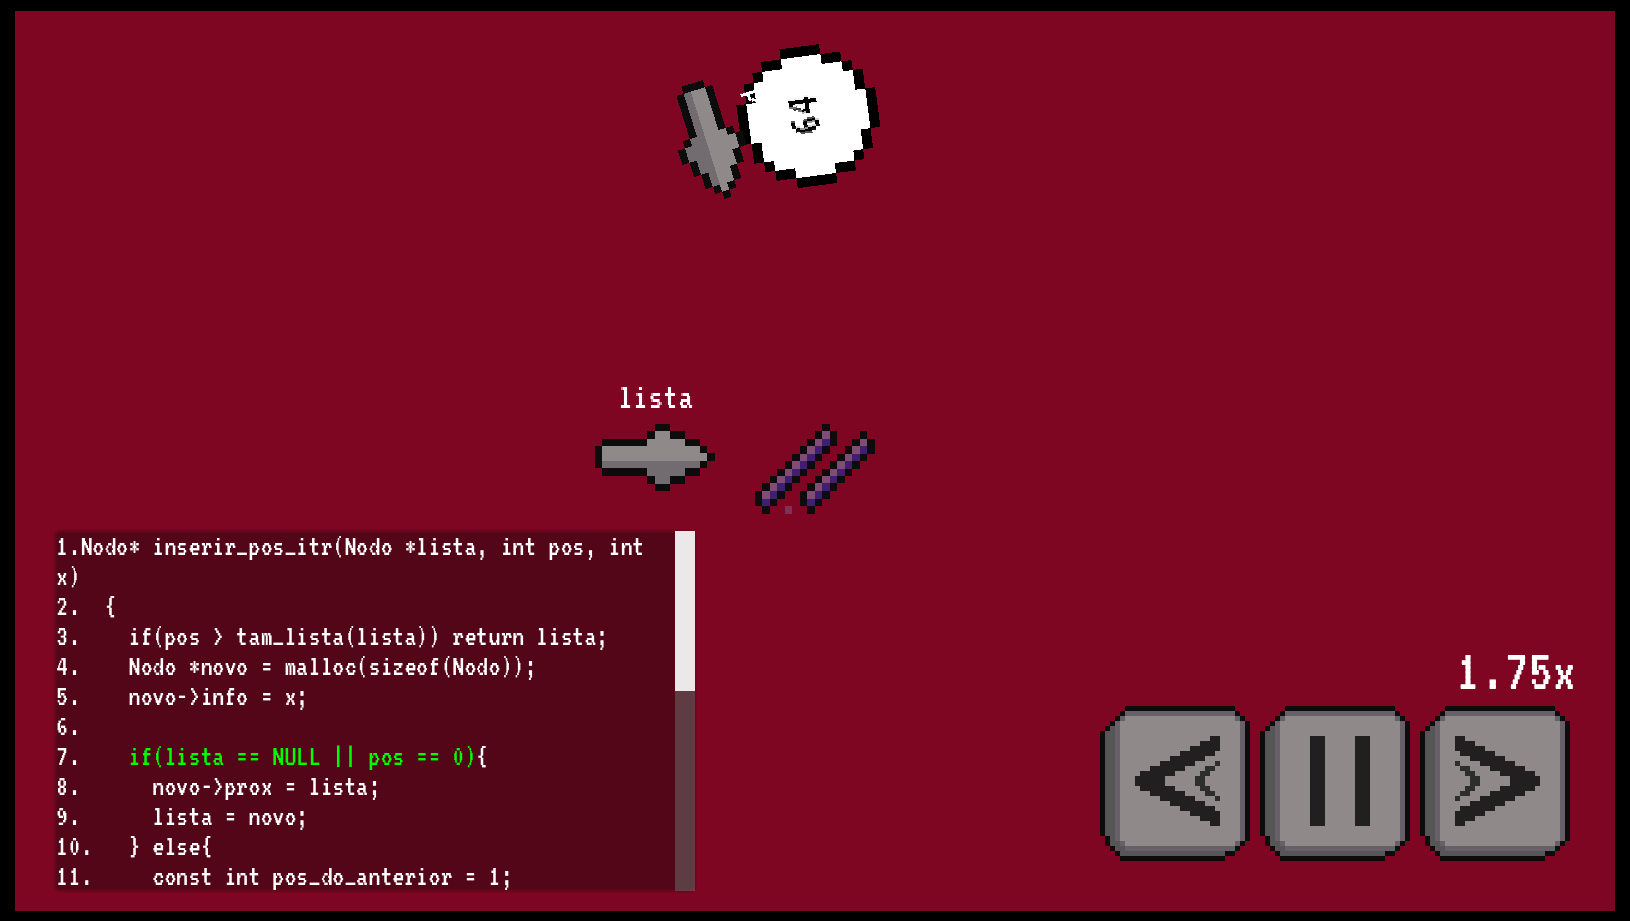 64
lista
1.Nodo* inserir_pos_itr(Nodo *lista, int pos, int
x)
2.  {
3.    if(pos > tam_lista(lista)) return lista;
4.    Nodo *novo = malloc(sizeof(Nodo));
5.    novo->info = x;
6.
7.    if(lista == NULL || pos == 0){
8.      novo->prox = lista;
9.      lista = novo;
10.   } else{
11.     const int pos_do_anterior = 1;
1.75x